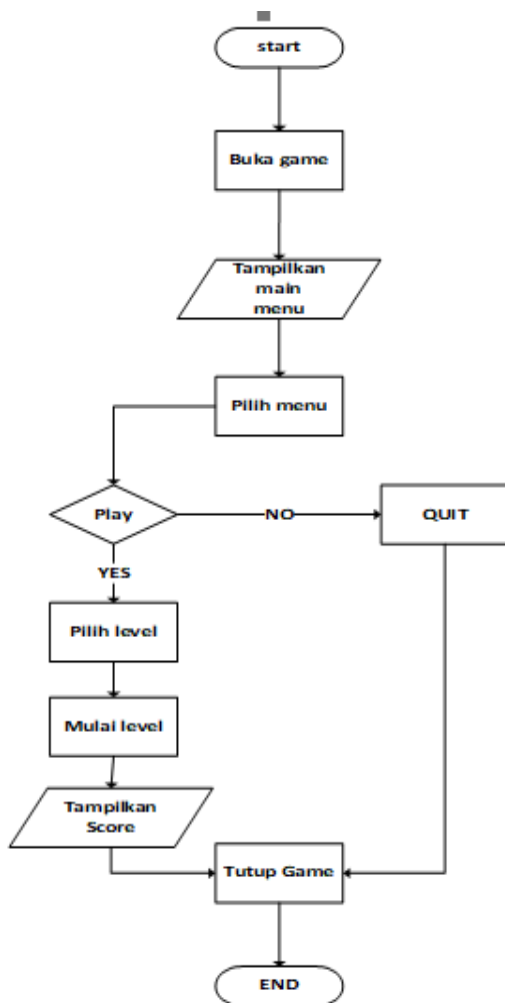 start
Buka game
Tampilkan
main
menu
Pilih menu
Play
NO
QUIT
YES
Pilih level
Mulai level
Tampilkan
Score
Tutup Game
END